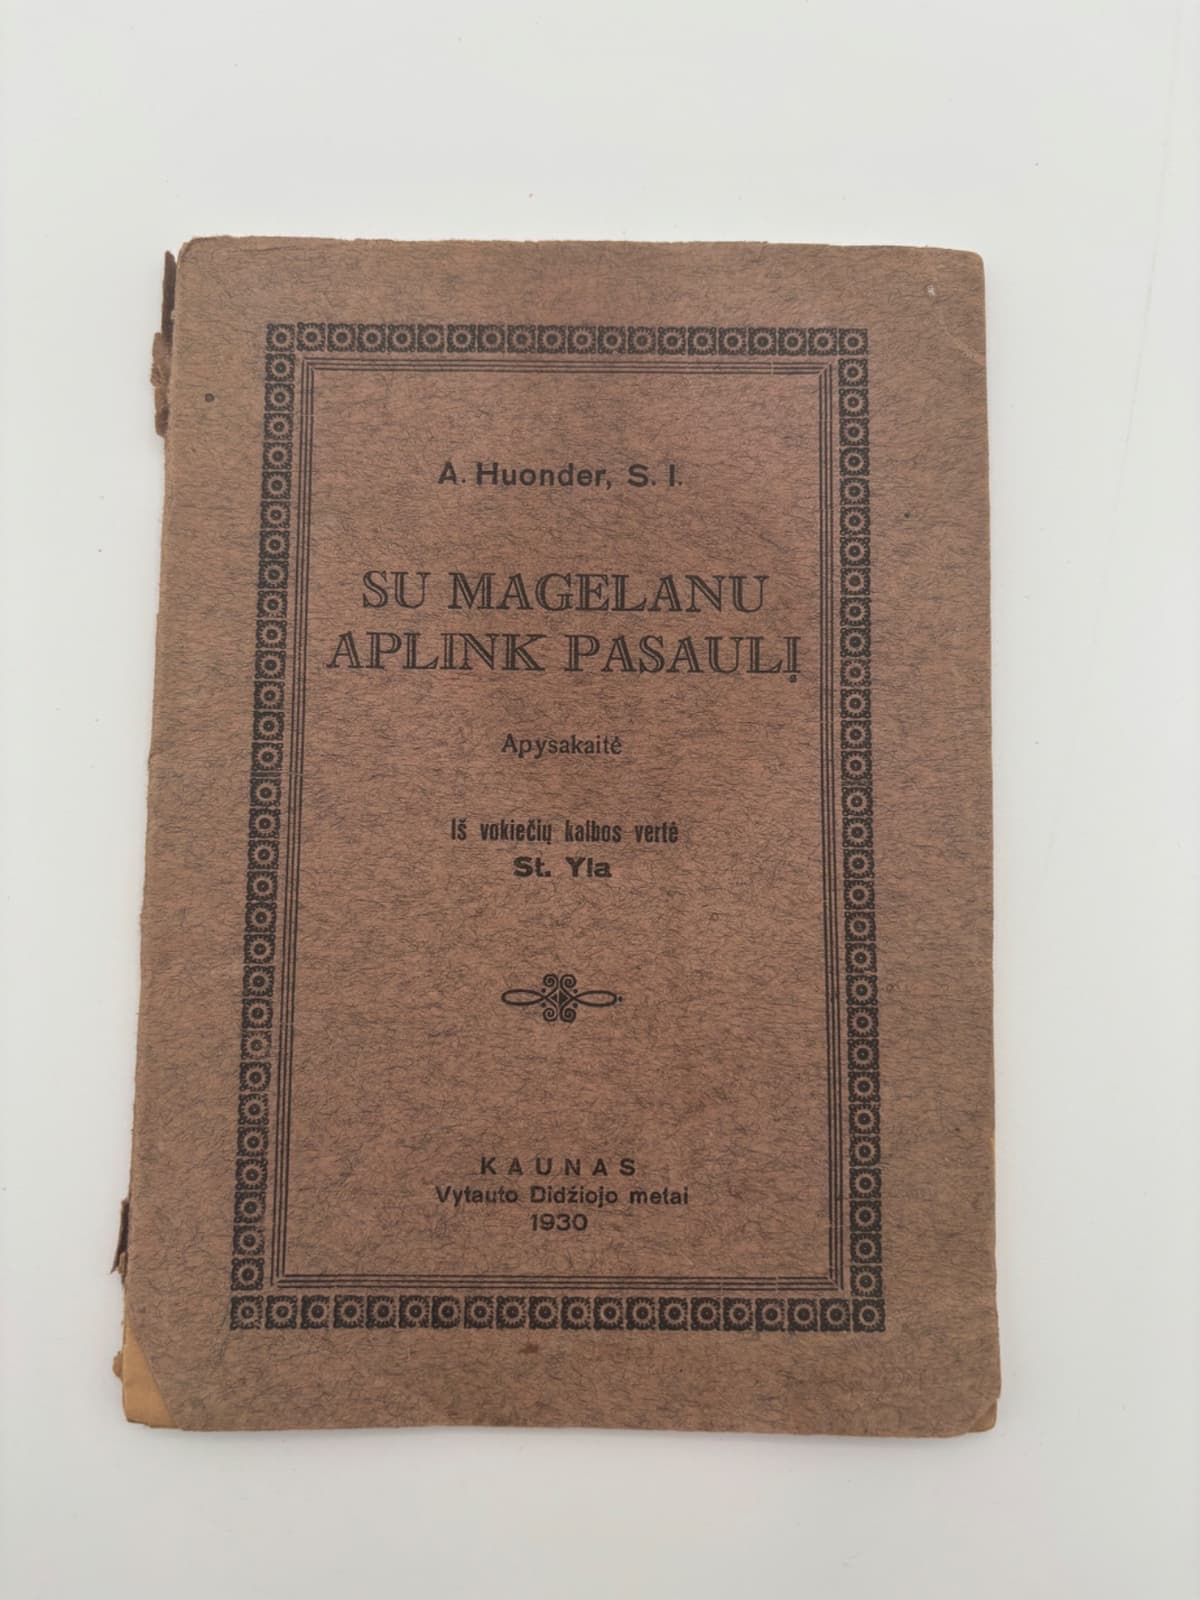 A. Huonder, S. I.
SU MAGELANU
APLINK PASAULĮ
Apysakaitė
Iš vokiečių kalbos vertė
St. Yla
KAUNAS
Vytauto Didžiojo metai
1930